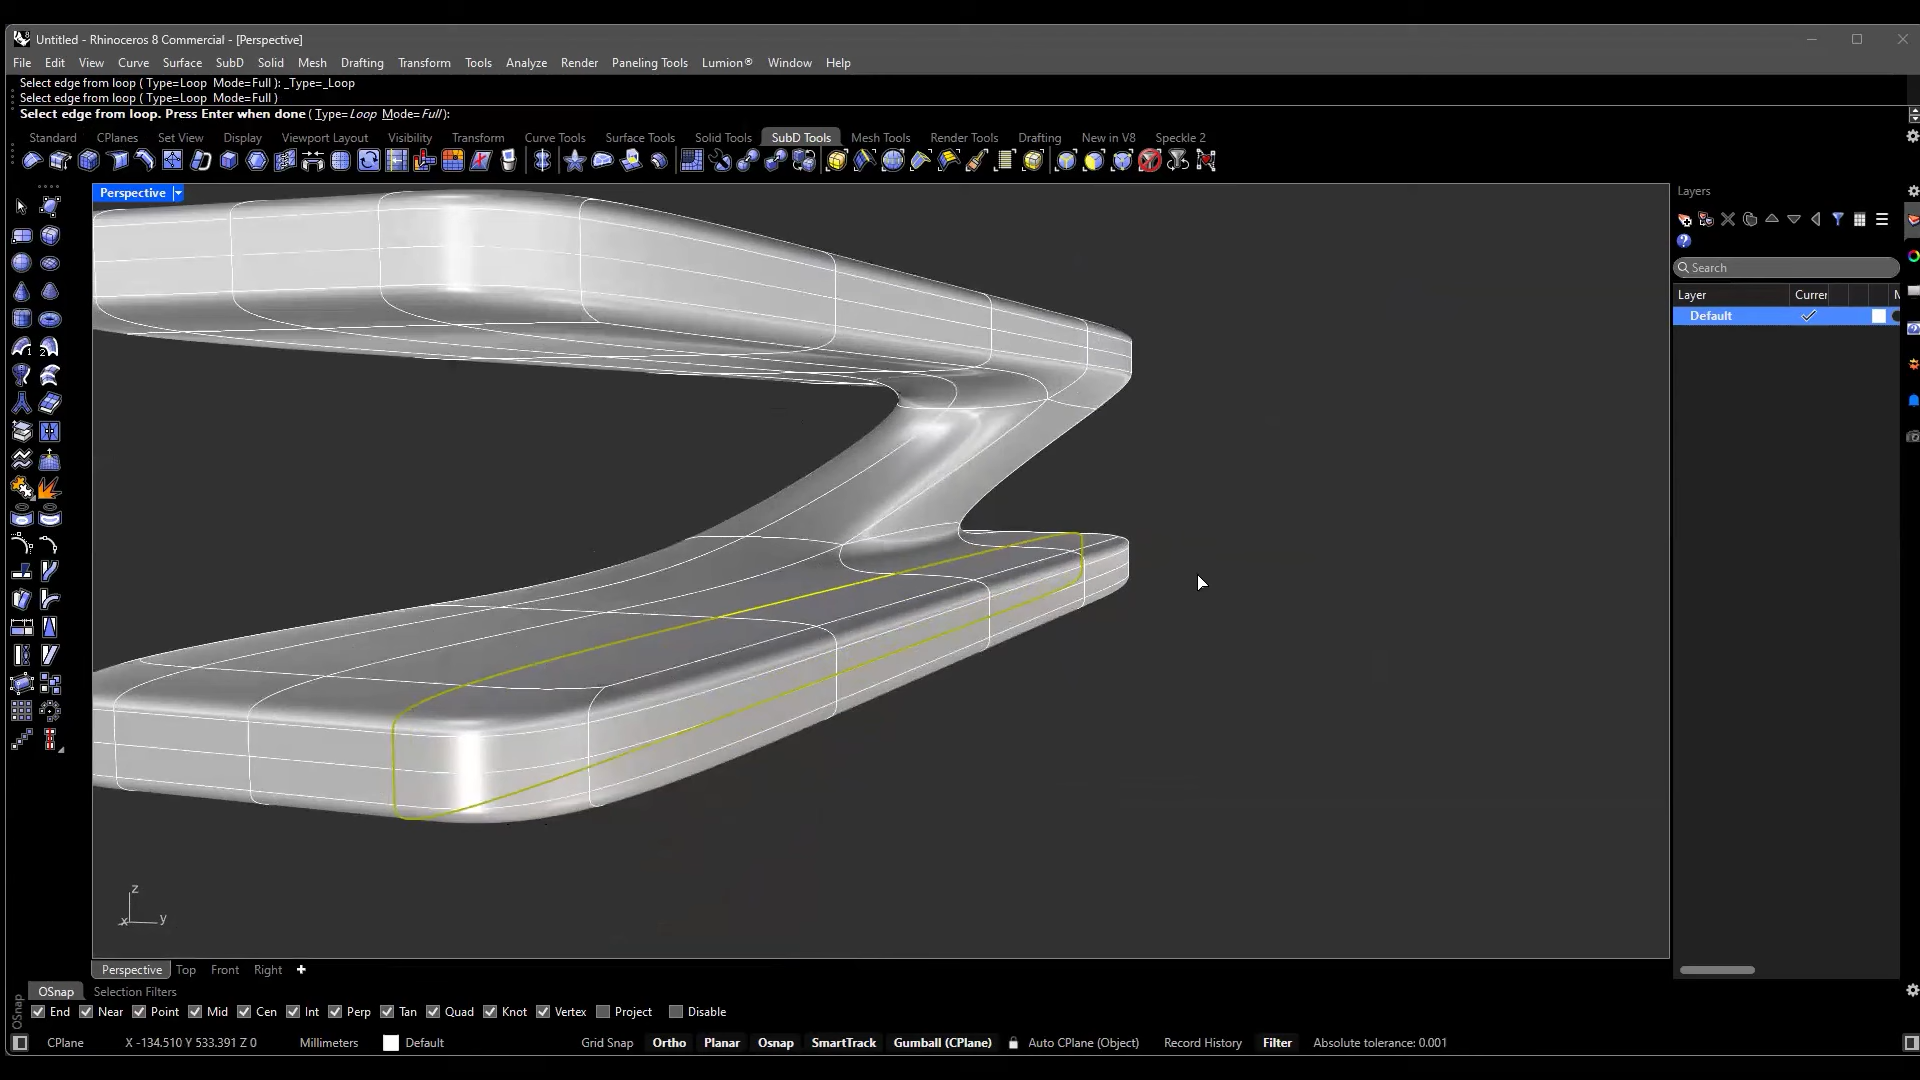 Untitled - Rhinoceros 8 Commercial - [Perspective]
File Edit View Curve Surface SubD Solid Mesh Drafting Transform Tools Analyze Render Paneling Tools Lumion® Window Help
Select edge from loop ( Type=Loop Mode=Full ): _Type=_Loop
Select edge from loop ( Type=Loop Mode=Full )
Select edge from loop. Press Enter when done ( Type=Loop Mode=Full ):
Standard CPlanes Set View Display Viewport Layout Visibility Transform Curve Tools Surface Tools Solid Tools SubD Tools Mesh Tools Render Tools Drafting New in V8 Speckle 2
Perspective
Layers
Search
Layer Currer
Default
z
x y
Perspective Top Front Right
OSnap Selection Filters
OSnap
End Near Point Mid Cen Int Perp Tan Quad Knot Vertex Project Disable
CPlane X -134.510 Y 533.391 Z 0 Millimeters Default Grid Snap Ortho Planar Osnap SmartTrack Gumball (CPlane) Auto CPlane (Object) Record History Filter Absolute tolerance: 0.001